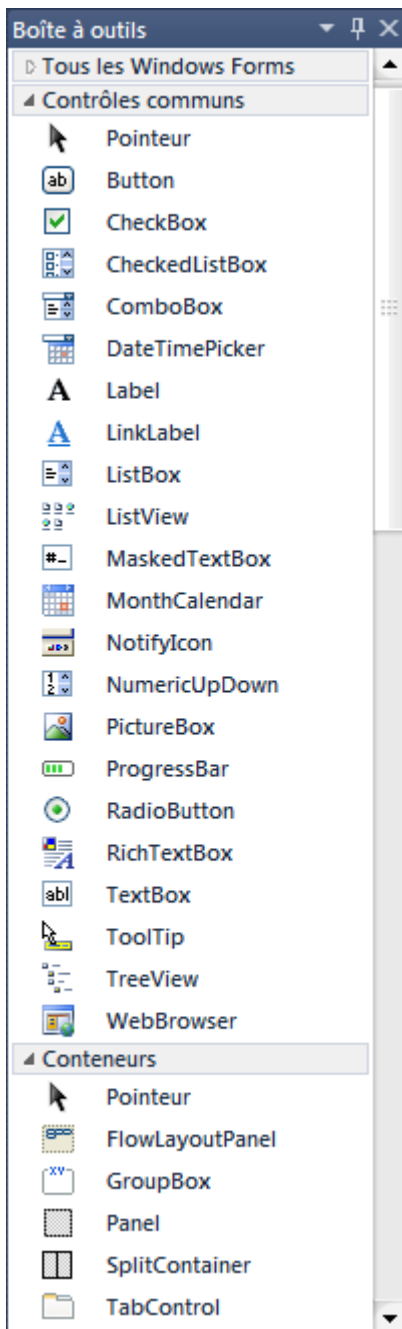 Boîte à outils
Tous les Windows Forms
Contrôles communs
Pointeur
Button
CheckBox
CheckedListBox
ComboBox
DateTimePicker
Label
LinkLabel
ListBox
ListView
MaskedTextBox
MonthCalendar
NotifyIcon
NumericUpDown
PictureBox
ProgressBar
RadioButton
RichTextBox
TextBox
ToolTip
TreeView
WebBrowser
Conteneurs
Pointeur
FlowLayoutPanel
GroupBox
Panel
SplitContainer
TabControl